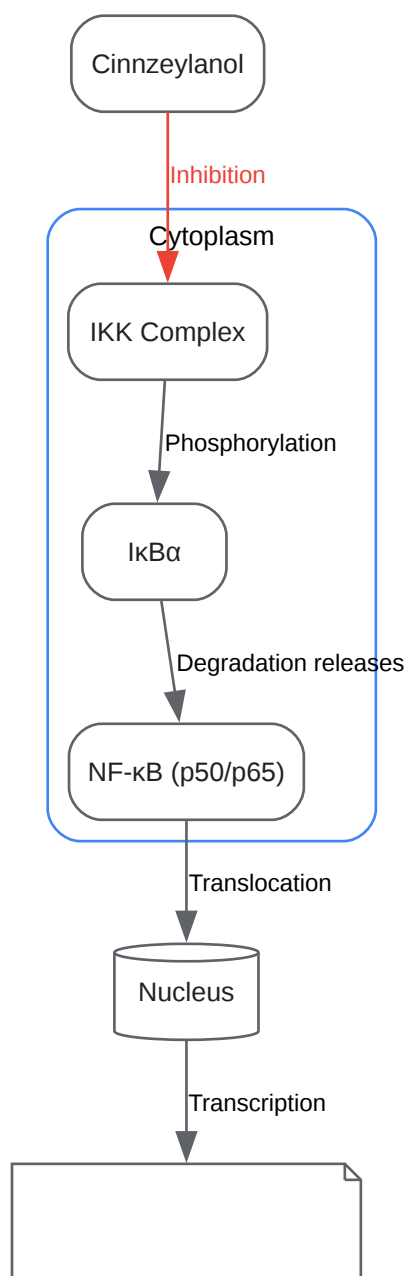 Cinnzeylanol
Inhibition
Cytoplasm
IKK Complex
Phosphorylation
IκBα
Degradation releases
NF-κB (p50/p65)
Translocation
Nucleus
Transcription